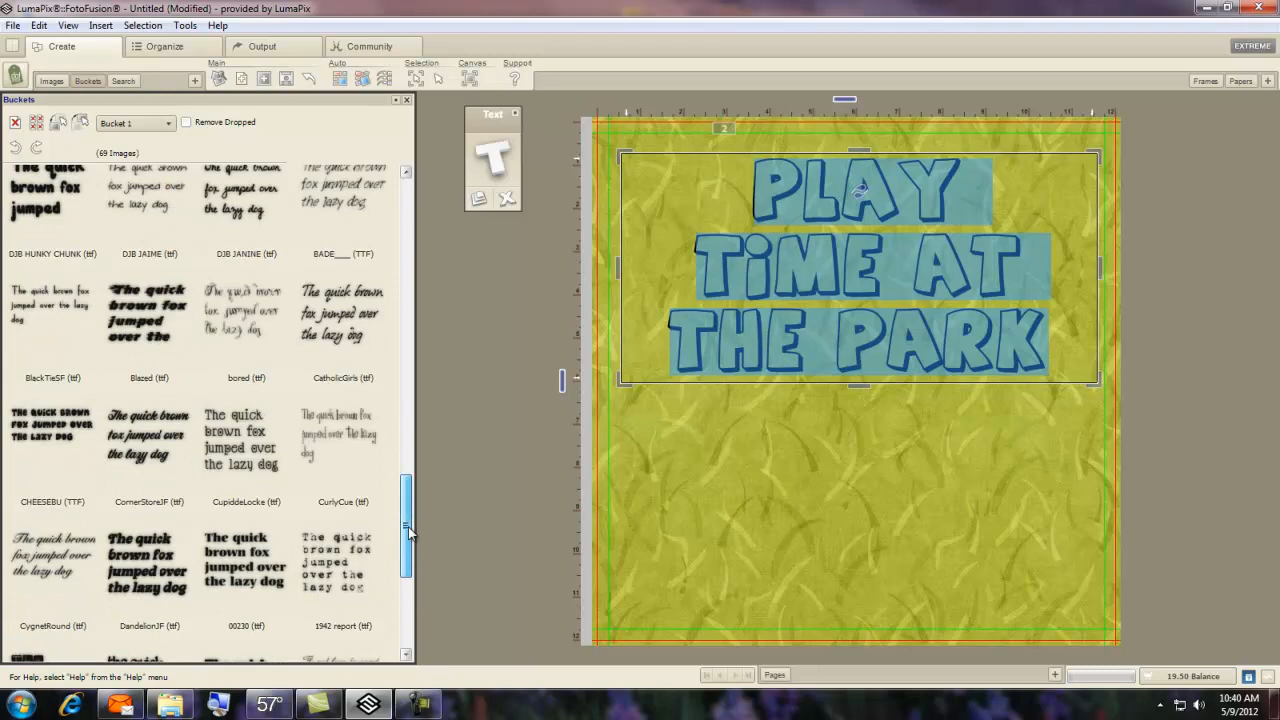 LumaPix®::FotoFusion® - Untitled (Modified) - provided by LumaPix
File Edit View Insert Selection Tools Help
Create Organize Output Community EXTREME
Main Auto Selection Canvas Support
Images Buckets Search Frames Papers
Buckets
Bucket 1 Remove Dropped
(69 Images)
Text
2
PLAY
TiME AT
THE PARK
brown fox
jumped
DJB HUNKY CHUNK (ttf) DJB JAIME (ttf) DJB JANINE (ttf) BADE____ (TTF)
BlackTieSF (ttf) Blazed (ttf) bored (ttf) CatholicGirls (ttf)
CHEESEBU (TTF) CornerStoreJF (ttf) CupiddeLocke (ttf) CurlyCue (ttf)
The quick brown fox jumped over the lazy dog
CygnetRound (ttf) DandelionJF (ttf) 00230 (ttf) 1942 report (ttf)
For Help, select "Help" from the "Help" menu
Pages
19.50 Balance
57°
10:40 AM
5/9/2012